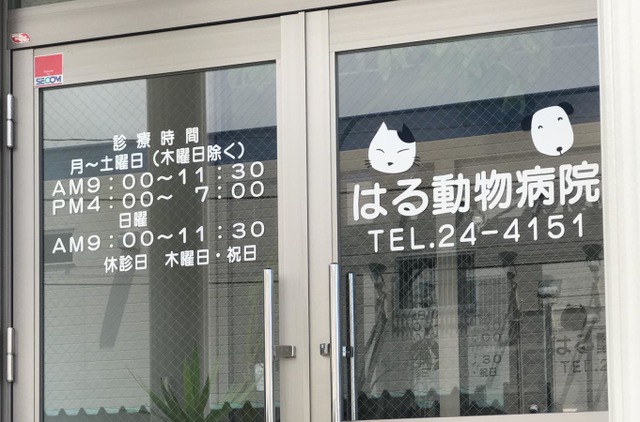 SECOM
診療時間
月〜土曜日（木曜日除く）
AM9：00〜11：30
PM4：00〜 7：00
日曜
AM9：00〜11：30
休診日 木曜日・祝日
はる動物病院
TEL.24-4151